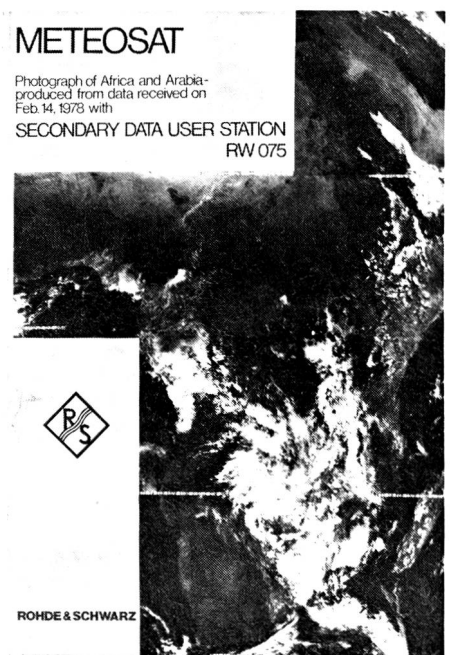 METEOSAT
Photograph of Africa and Arabia-
produced from data received on
Feb. 14, 1978 with
SECONDARY DATA USER STATION
RW 075
R
S
ROHDE & SCHWARZ